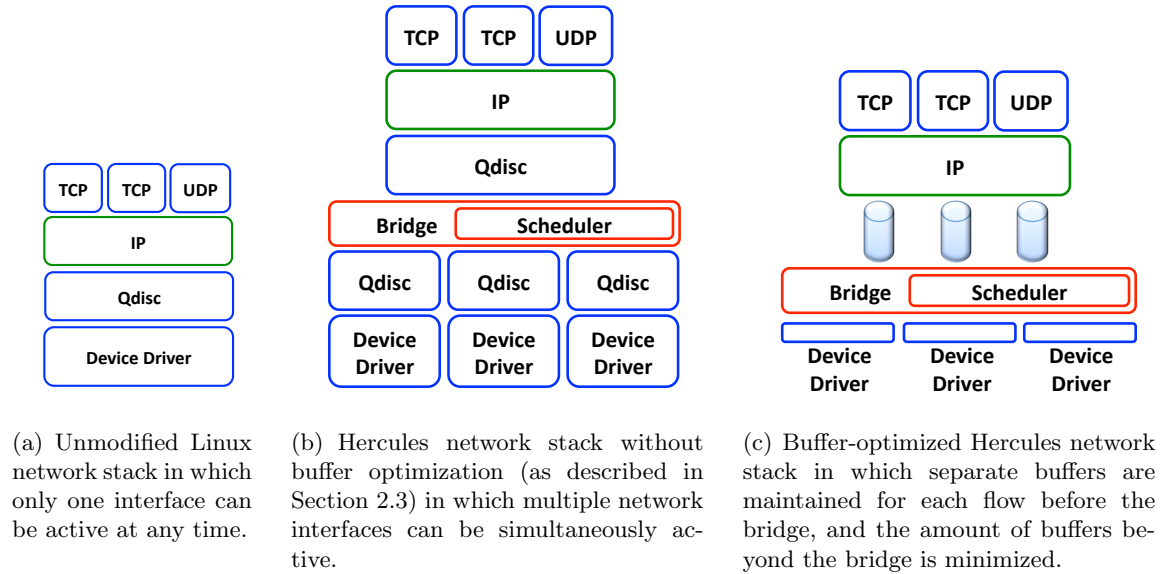 TCP TCP UDP
IP
Qdisc
Device Driver
TCP TCP UDP
IP
Qdisc
Bridge Scheduler
Qdisc Qdisc Qdisc
Device Device Device
Driver Driver Driver
TCP TCP UDP
IP
Bridge Scheduler
Device Device Device
Driver Driver Driver
(a) Unmodified Linux
network stack in which
only one interface can
be active at any time.
(b) Hercules network stack without
buffer optimization (as described in
Section 2.3) in which multiple network
interfaces can be simultaneously ac-
tive.
(c) Buffer-optimized Hercules network
stack in which separate buffers are
maintained for each flow before the
bridge, and the amount of buffers be-
yond the bridge is minimized.